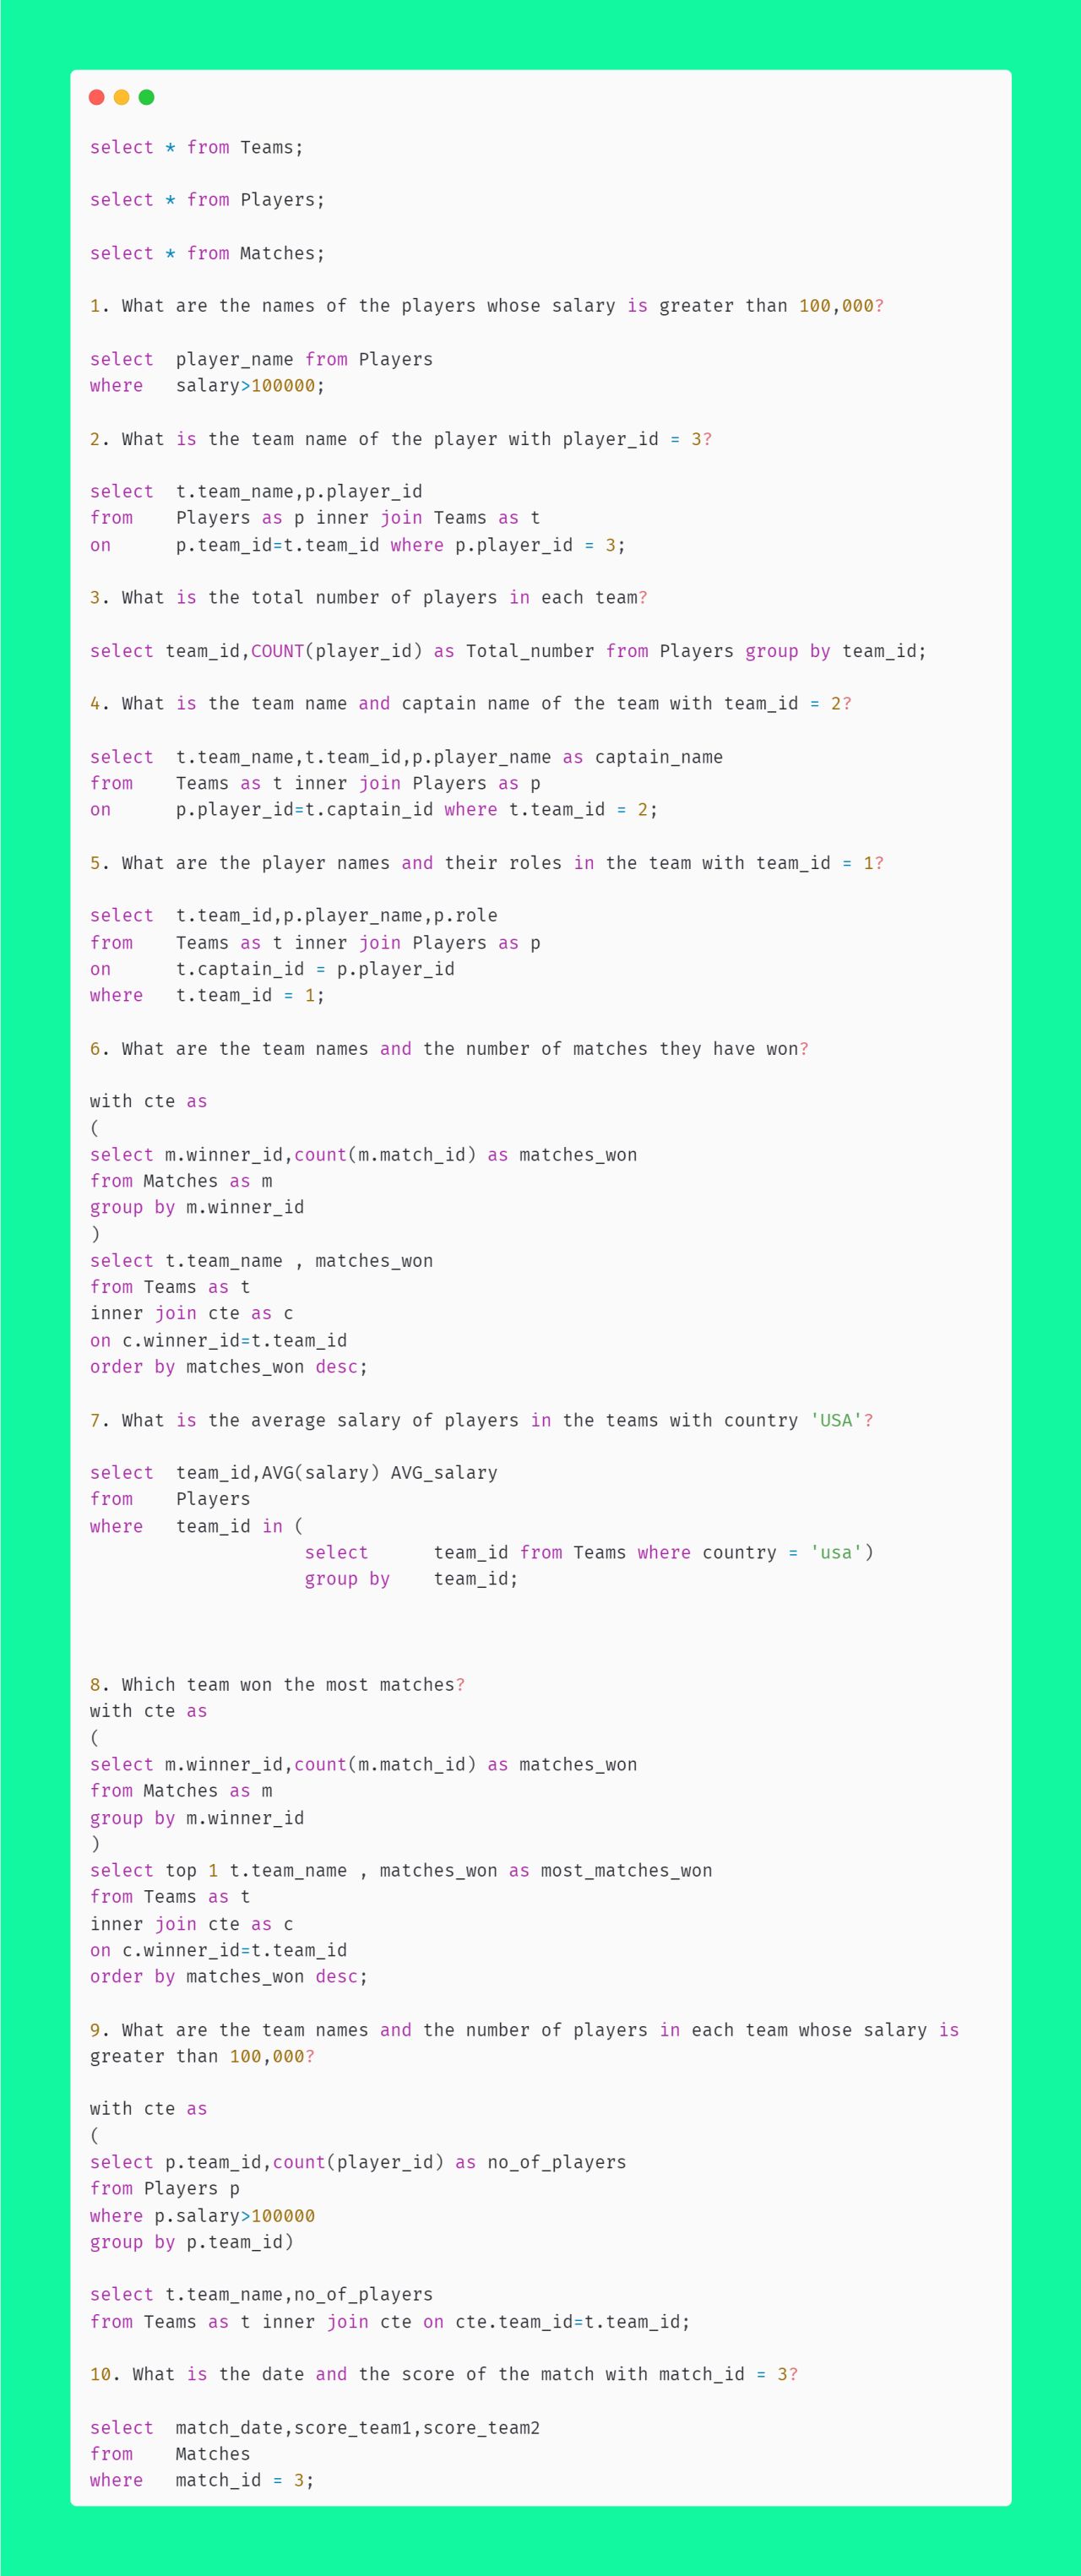 select * from Teams;
select * from Players;
select * from Matches;
1. What are the names of the players whose salary is greater than 100,000?
select  player_name from Players
where   salary>100000;
2. What is the team name of the player with player_id = 3?
select  t.team_name,p.player_id
from    Players as p inner join Teams as t
on      p.team_id=t.team_id where p.player_id = 3;
3. What is the total number of players in each team?
select team_id,COUNT(player_id) as Total_number from Players group by team_id;
4. What is the team name and captain name of the team with team_id = 2?
select  t.team_name,t.team_id,p.player_name as captain_name
from    Teams as t inner join Players as p
on      p.player_id=t.captain_id where t.team_id = 2;
5. What are the player names and their roles in the team with team_id = 1?
select  t.team_id,p.player_name,p.role
from    Teams as t inner join Players as p
on      t.captain_id = p.player_id
where   t.team_id = 1;
6. What are the team names and the number of matches they have won?
with cte as
(
select m.winner_id,count(m.match_id) as matches_won
from Matches as m
group by m.winner_id
)
select t.team_name , matches_won
from Teams as t
inner join cte as c
on c.winner_id=t.team_id
order by matches_won desc;
7. What is the average salary of players in the teams with country 'USA'?
select  team_id,AVG(salary) AVG_salary
from    Players
where   team_id in (
                    select      team_id from Teams where country = 'usa')
                    group by    team_id;
8. Which team won the most matches?
with cte as
(
select m.winner_id,count(m.match_id) as matches_won
from Matches as m
group by m.winner_id
)
select top 1 t.team_name , matches_won as most_matches_won
from Teams as t
inner join cte as c
on c.winner_id=t.team_id
order by matches_won desc;
9. What are the team names and the number of players in each team whose salary is
greater than 100,000?
with cte as
(
select p.team_id,count(player_id) as no_of_players
from Players p
where p.salary>100000
group by p.team_id)
select t.team_name,no_of_players
from Teams as t inner join cte on cte.team_id=t.team_id;
10. What is the date and the score of the match with match_id = 3?
select  match_date,score_team1,score_team2
from    Matches
where   match_id = 3;